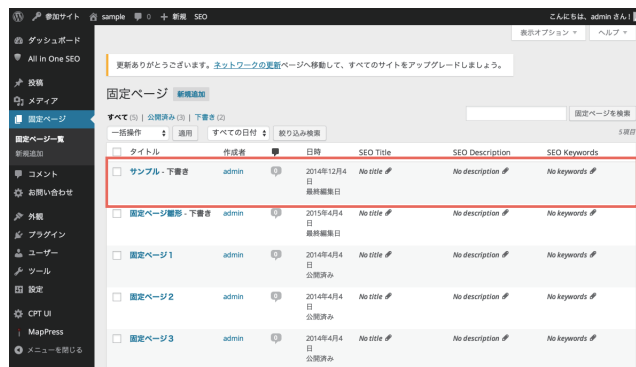 参加サイト sample 0 + 新規 SEO こんにちは、admin さん！
表示オプション ▼ ヘルプ ▼
ダッシュボード
All in One SEO
投稿
メディア
固定ページ
固定ページ一覧
新規追加
コメント
お問い合わせ
外観
プラグイン
ユーザー
ツール
設定
CPT UI
MapPress
メニューを閉じる
更新ありがとうございます。ネットワークの更新ページへ移動して、すべてのサイトをアップグレードしましょう。
固定ページ 新規追加
すべて (5) | 公開済み (3) | 下書き (2)
固定ページを検索
一括操作 適用 すべての日付 絞り込み検索
5項目
タイトル 作成者 日時 SEO Title SEO Description SEO Keywords
サンプル - 下書き admin 0 2014年12月4 No title No description No keywords
日
最終編集日
固定ページ雛形 - 下書き admin 0 2015年4月4 No title No description No keywords
日
最終編集日
固定ページ 1 admin 0 2014年4月4 No title No description No keywords
日
公開済み
固定ページ 2 admin 0 2014年4月4 No title No description No keywords
日
公開済み
固定ページ 3 admin 0 2014年4月4 No title No description No keywords
日
公開済み